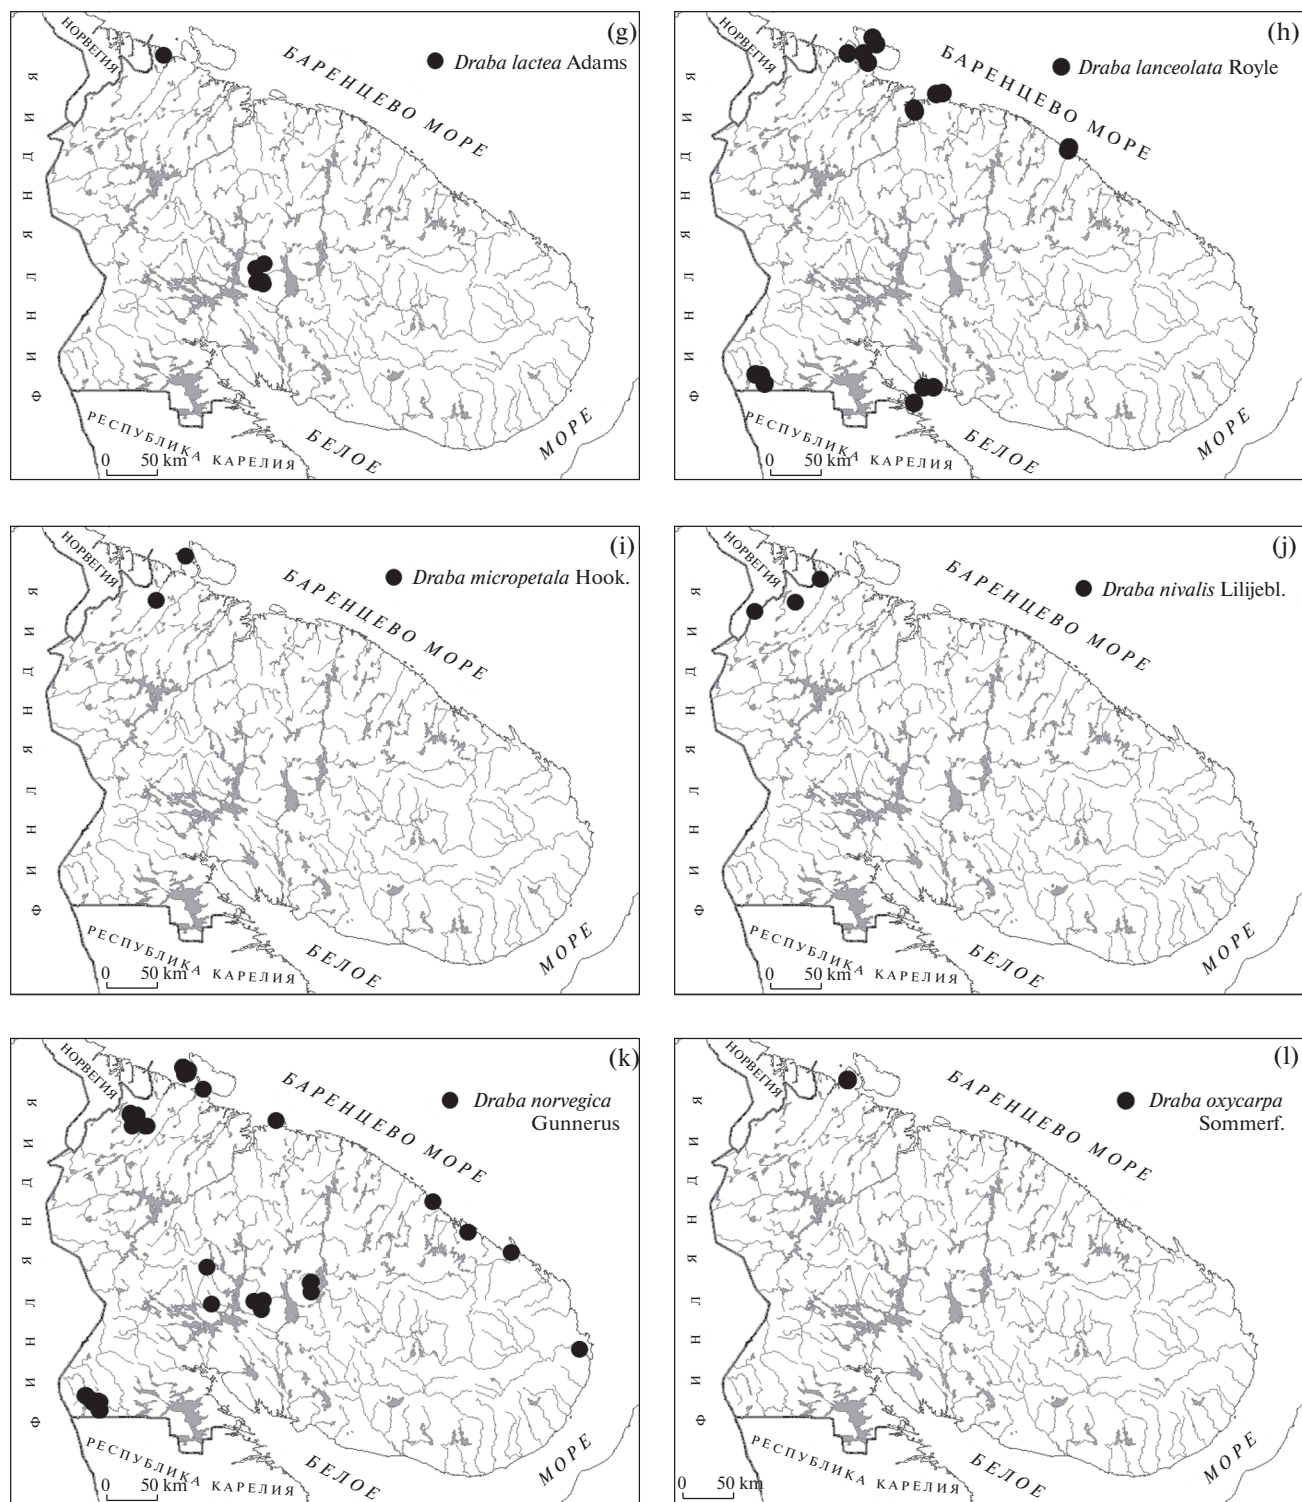 (g)
НОРВЕГИЯ
Draba lactea Adams
БАРЕНЦЕВО МОРЕ
ФИНЛЯНДИЯ
РЕСПУБЛИКА КАРЕЛИЯ
БЕЛОЕ МОРЕ
0 50 km
(h)
НОРВЕГИЯ
Draba lanceolata Royle
БАРЕНЦЕВО МОРЕ
ФИНЛЯНДИЯ
РЕСПУБЛИКА КАРЕЛИЯ
БЕЛОЕ МОРЕ
0 50 km
(i)
НОРВЕГИЯ
Draba micropetala Hook.
БАРЕНЦЕВО МОРЕ
ФИНЛЯНДИЯ
РЕСПУБЛИКА КАРЕЛИЯ
БЕЛОЕ МОРЕ
0 50 km
(j)
НОРВЕГИЯ
Draba nivalis Lilijebl.
БАРЕНЦЕВО МОРЕ
ФИНЛЯНДИЯ
РЕСПУБЛИКА КАРЕЛИЯ
БЕЛОЕ МОРЕ
0 50 km
(k)
НОРВЕГИЯ
Draba norvegica
Gunnerus
БАРЕНЦЕВО МОРЕ
ФИНЛЯНДИЯ
РЕСПУБЛИКА КАРЕЛИЯ
БЕЛОЕ МОРЕ
0 50 km
(l)
НОРВЕГИЯ
Draba oxycarpa
Sommerf.
БАРЕНЦЕВО МОРЕ
ФИНЛЯНДИЯ
РЕСПУБЛИКА КАРЕЛИЯ
БЕЛОЕ МОРЕ
0 50 km